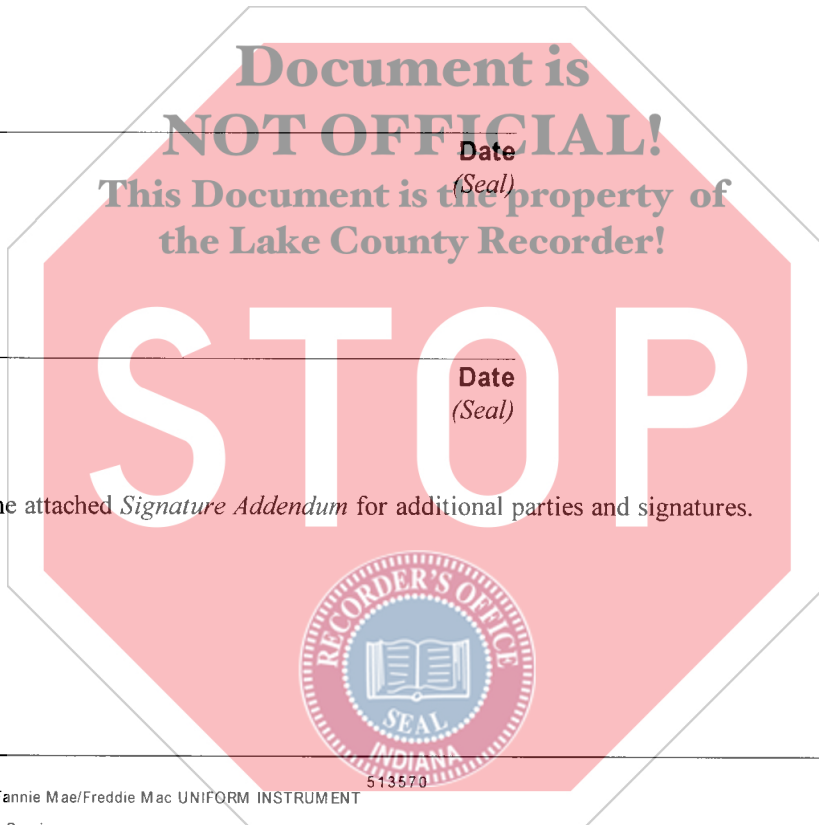 Document is
NOT OFFICIAL!
Date
(Seal)
This Document is the property of
the Lake County Recorder!
STOP
Date
(Seal)
attached Signature Addendum for additional parties and signatures.
RECORDER'S OFFICE
SEAL
INDIANA
513570
Mae/Freddie Mac UNIFORM INSTRUMENT